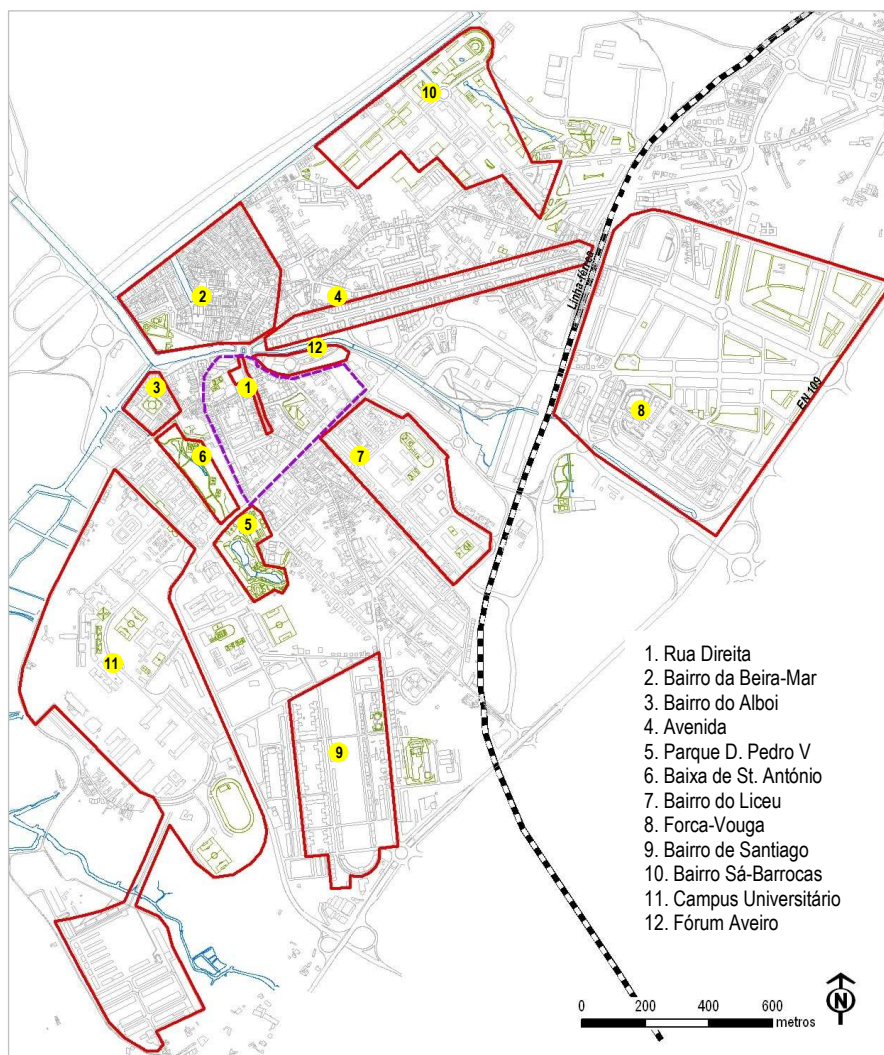 10
2
4
Linha-férrea
12
3
1
EN 109
8
6
7
5
11
9
1. Rua Direita
2. Bairro da Beira-Mar
3. Bairro do Alboi
4. Avenida
5. Parque D. Pedro V
6. Baixa de St. António
7. Bairro do Liceu
8. Forca-Vouga
9. Bairro de Santiago
10. Bairro Sá-Barrocas
11. Campus Universitário
12. Fórum Aveiro
0 200 400 600
metros
N